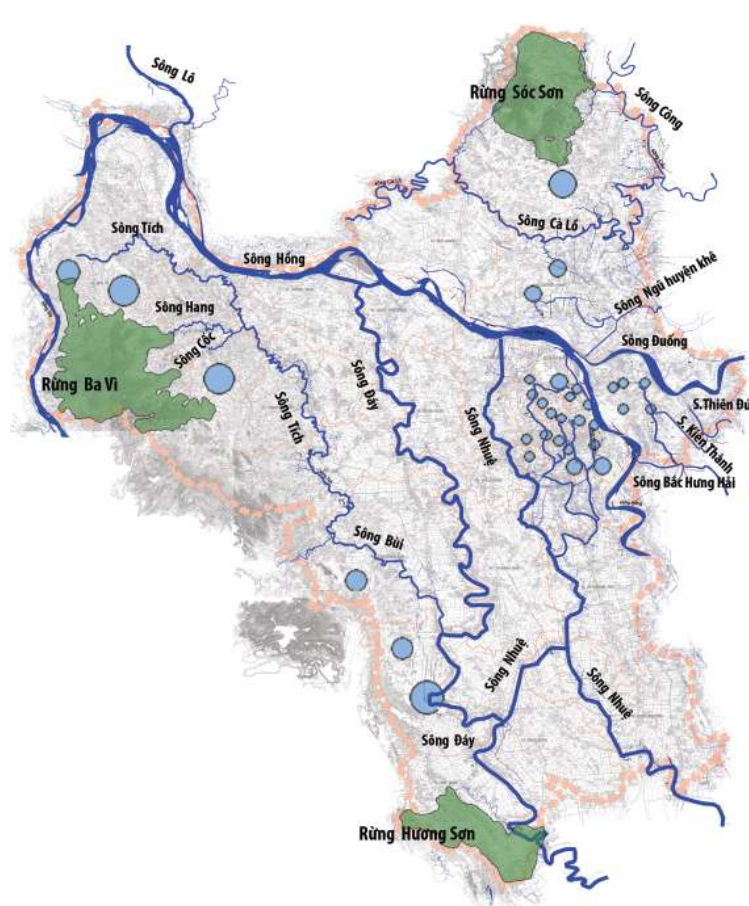 Sông Lô
Rừng Sóc Sơn
Sông Công
Sông Tích
Sông Hồng
Sông Cà Lồ
Sông Hang
Sông Ngũ huyện khê
Sông Cốc
Sông Đuống
Rừng Ba Vì
Sông Đáy
S.Thiên Đứ
Sông Tích
Sông Nhuệ
S. Kiên Thành
Sông Bắc Hưng Hải
Sông Bùi
Sông Nhuệ
Sông Nhuệ
Sông Đáy
Rừng Hương Sơn